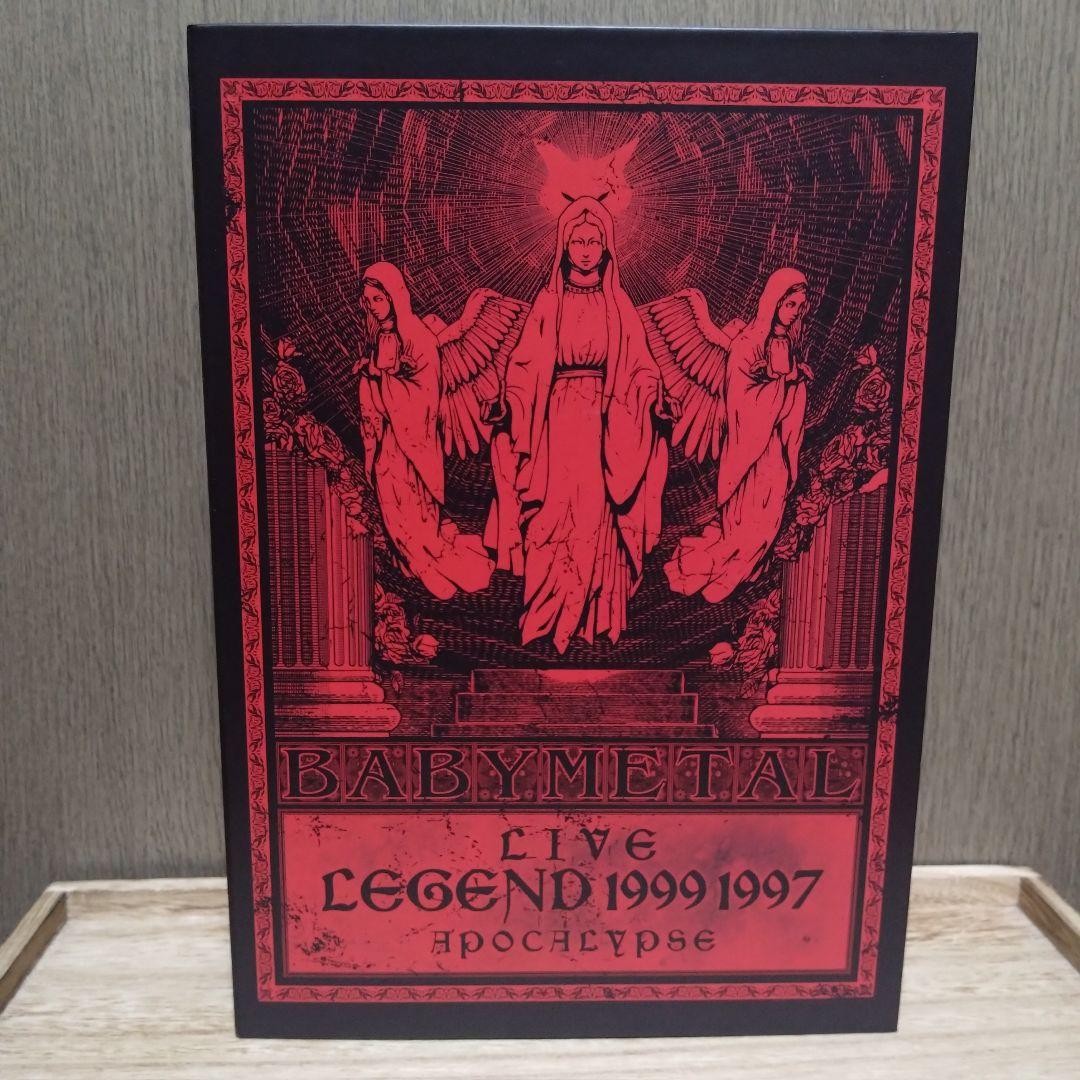 BABYMETAL
LIVE
LEGEND 1999 1997
APOCALYPSE